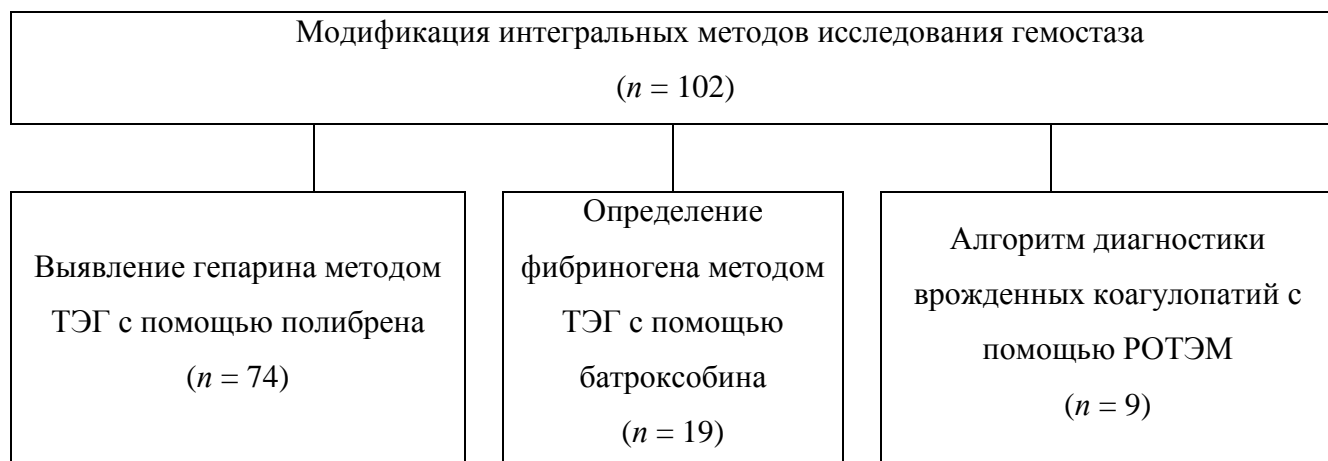 Модификация интегральных методов исследования гемостаза
(n = 102)
Выявление гепарина методом
ТЭГ с помощью полибрена
(n = 74)
Определение
фибриногена методом
ТЭГ с помощью
батроксобина
(n = 19)
Алгоритм диагностики
врожденных коагулопатий с
помощью РОТЭМ
(n = 9)